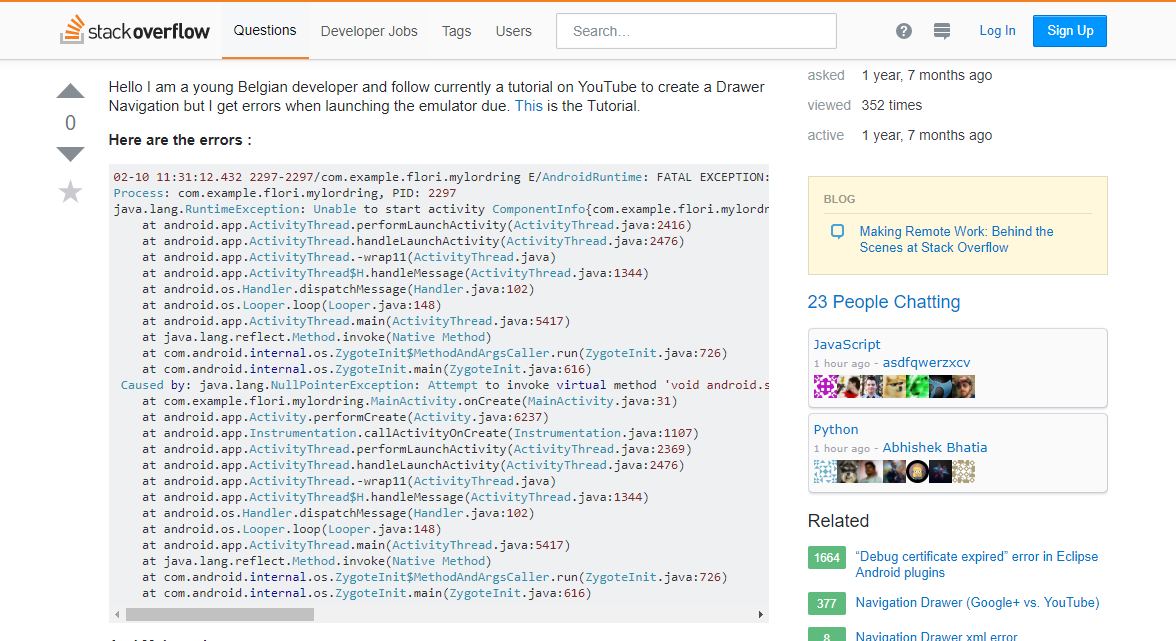 stackoverflow Questions Developer Jobs Tags Users Search... Log In Sign Up
Hello I am a young Belgian developer and follow currently a tutorial on YouTube to create a Drawer
Navigation but I get errors when launching the emulator due. This is the Tutorial.
0
Here are the errors :
02-10 11:31:12.432 2297-2297/com.example.flori.mylordring E/AndroidRuntime: FATAL EXCEPTION:
Process: com.example.flori.mylordring, PID: 2297
java.lang.RuntimeException: Unable to start activity ComponentInfo{com.example.flori.mylordr
at android.app.ActivityThread.performLaunchActivity(ActivityThread.java:2416)
at android.app.ActivityThread.handleLaunchActivity(ActivityThread.java:2476)
at android.app.ActivityThread.-wrap11(ActivityThread.java)
at android.app.ActivityThread$H.handleMessage(ActivityThread.java:1344)
at android.os.Handler.dispatchMessage(Handler.java:102)
at android.os.Looper.loop(Looper.java:148)
at android.app.ActivityThread.main(ActivityThread.java:5417)
at java.lang.reflect.Method.invoke(Native Method)
at com.android.internal.os.ZygoteInit$MethodAndArgsCaller.run(ZygoteInit.java:726)
at com.android.internal.os.ZygoteInit.main(ZygoteInit.java:616)
Caused by: java.lang.NullPointerException: Attempt to invoke virtual method 'void android.s
at com.example.flori.mylordring.MainActivity.onCreate(MainActivity.java:31)
at android.app.Activity.performCreate(Activity.java:6237)
at android.app.Instrumentation.callActivityOnCreate(Instrumentation.java:1107)
at android.app.ActivityThread.performLaunchActivity(ActivityThread.java:2369)
at android.app.ActivityThread.handleLaunchActivity(ActivityThread.java:2476)
at android.app.ActivityThread.-wrap11(ActivityThread.java)
at android.app.ActivityThread$H.handleMessage(ActivityThread.java:1344)
at android.os.Handler.dispatchMessage(Handler.java:102)
at android.os.Looper.loop(Looper.java:148)
at android.app.ActivityThread.main(ActivityThread.java:5417)
at java.lang.reflect.Method.invoke(Native Method)
at com.android.internal.os.ZygoteInit$MethodAndArgsCaller.run(ZygoteInit.java:726)
at com.android.internal.os.ZygoteInit.main(ZygoteInit.java:616)
asked 1 year, 7 months ago
viewed 352 times
active 1 year, 7 months ago
BLOG
Making Remote Work: Behind the
Scenes at Stack Overflow
23 People Chatting
JavaScript
1 hour ago - asdfqwerzxcv
Python
1 hour ago - Abhishek Bhatia
Related
1664 “Debug certificate expired” error in Eclipse
Android plugins
377 Navigation Drawer (Google+ vs. YouTube)
8 Navigation Drawer xml error